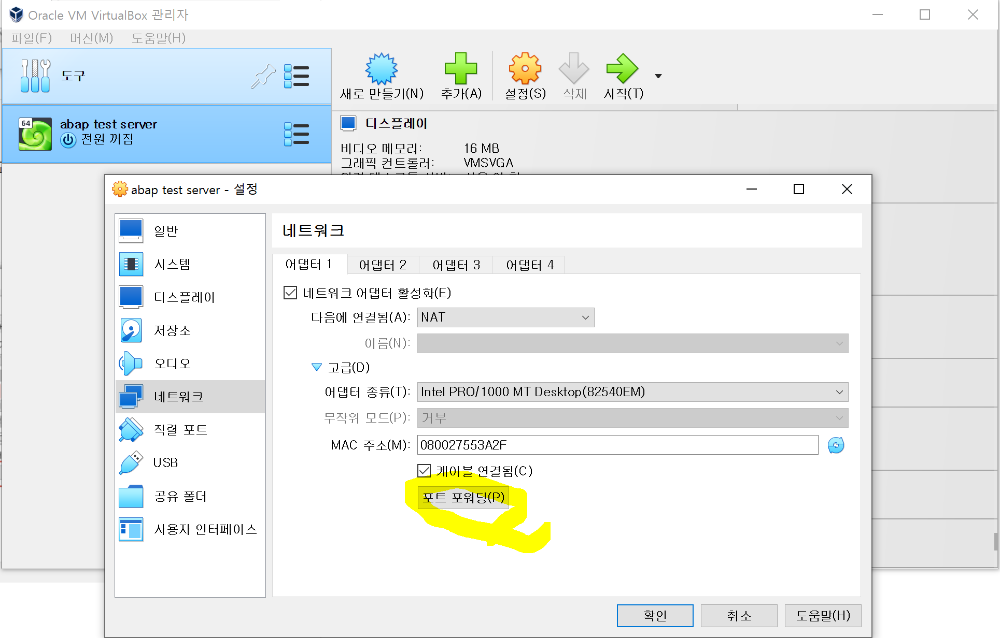 Oracle VM VirtualBox 관리자
파일(F) 머신(M) 도움말(H)
도구
새로 만들기(N) 추가(A) 설정(S) 삭제 시작(T)
64
abap test server
전원 꺼짐
디스플레이
비디오 메모리: 16 MB
그래픽 컨트롤러: VMSVGA
abap test server - 설정
일반
시스템
디스플레이
저장소
오디오
네트워크
직렬 포트
USB
공유 폴더
사용자 인터페이스
네트워크
어댑터 1 어댑터 2 어댑터 3 어댑터 4
네트워크 어댑터 활성화(E)
다음에 연결됨(A): NAT
이름(N):
고급(D)
어댑터 종류(T): Intel PRO/1000 MT Desktop(82540EM)
무작위 모드(P): 거부
MAC 주소(M): 080027553A2F
케이블 연결됨(C)
포트 포워딩(P)
확인 취소 도움말(H)